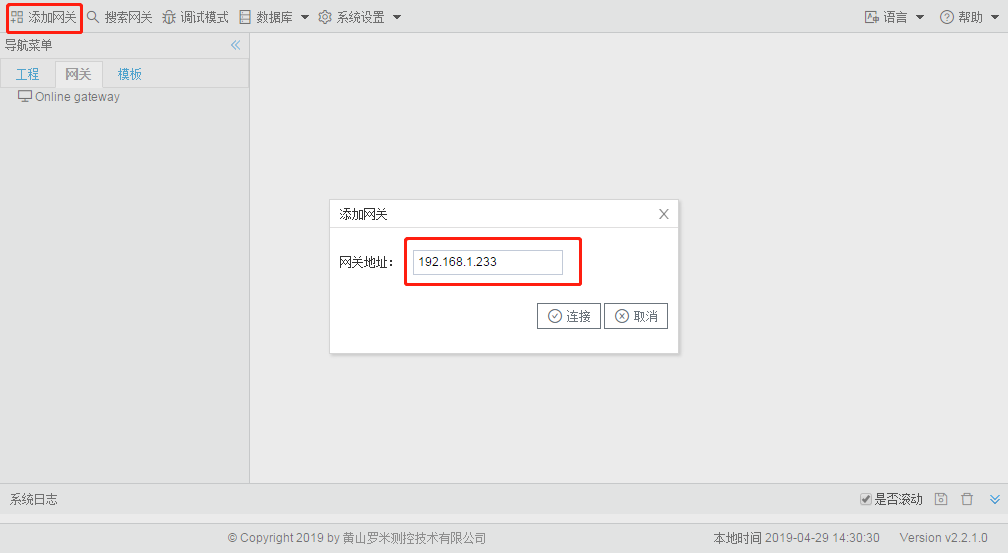 添加网关 搜索网关 调试模式 数据库 系统设置 语言 帮助
导航菜单
工程 网关 模板
Online gateway
添加网关
网关地址： 192.168.1.233
连接 取消
系统日志 是否滚动
© Copyright 2019 by 黄山罗米测控技术有限公司 本地时间 2019-04-29 14:30:30 Version v2.2.1.0